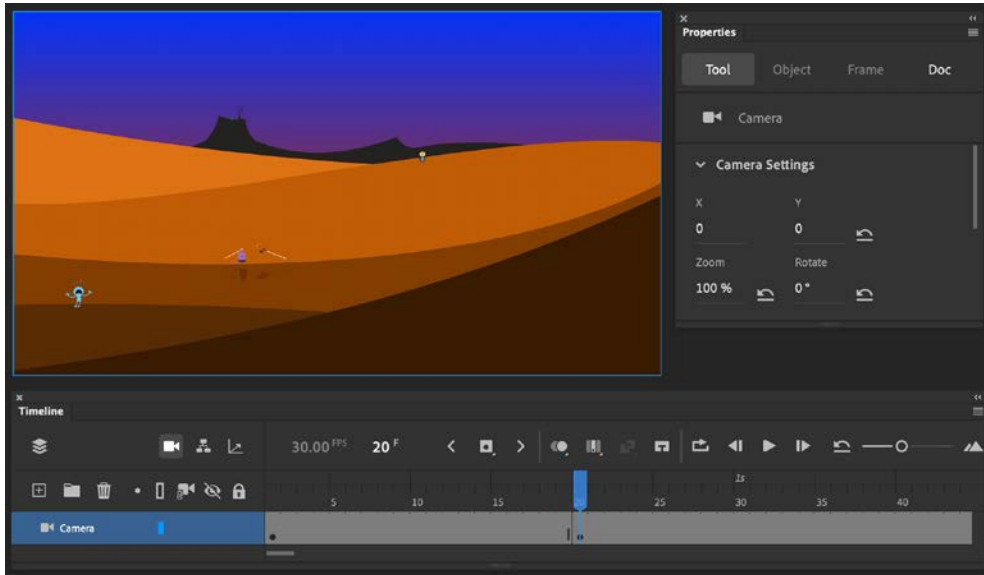 Properties
Tool Object Frame Doc
Camera
Camera Settings
X Y
0 0
Zoom Rotate
100 % 0 °
Timeline
30.00 FPS 20 F
1s
5 10 15 20 25 30 35 40
Camera